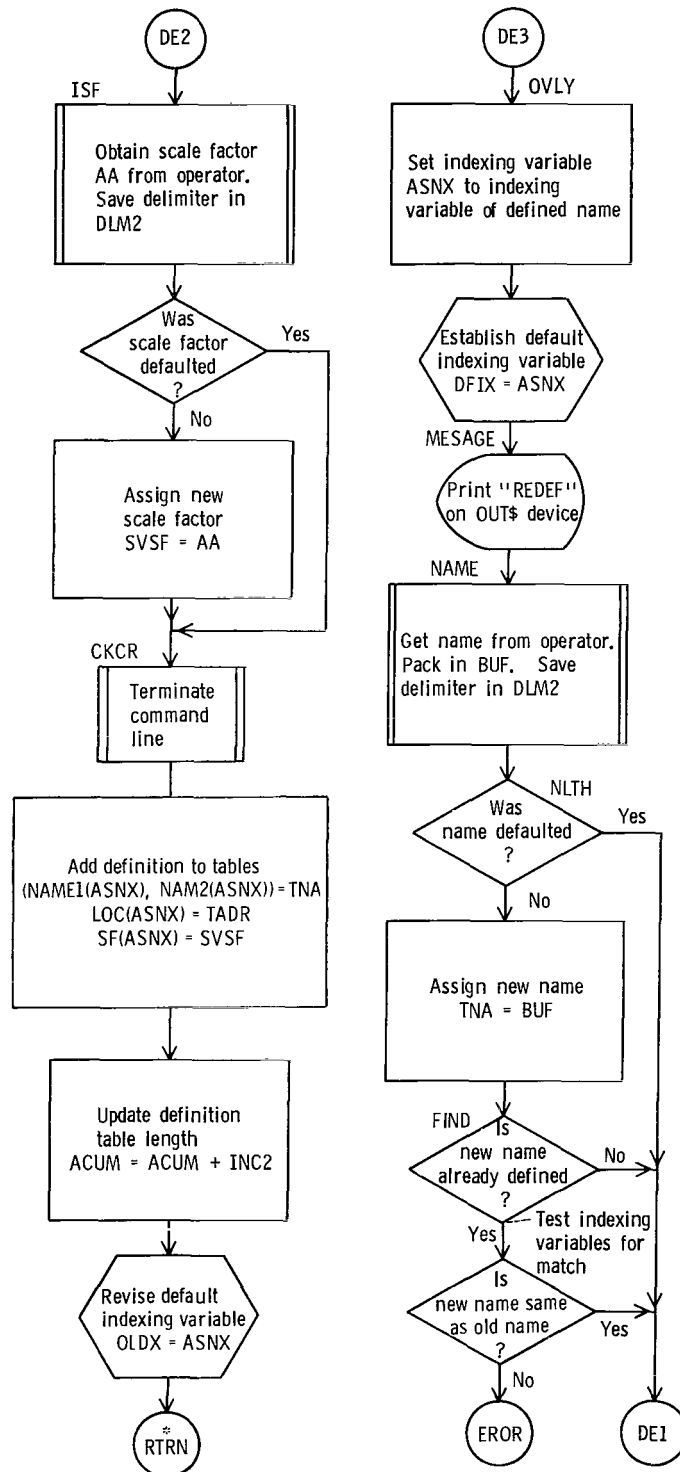 DE2
ISF
Obtain scale factor
AA from operator.
Save delimiter in
DLM2
Was
scale factor
defaulted
?
Yes
No
Assign new
scale factor
SVSF = AA
CKCR
Terminate
command
line
Add definition to tables
(NAME1(ASNX), NAM2(ASNX)) = TNA
LOC(ASNX) = TADR
SF(ASNX) = SVSF
Update definition
table length
ACUM = ACUM + INC2
Revise default
indexing variable
OLDX = ASNX
*
RTRN
DE3
OVLY
Set indexing variable
ASNX to indexing
variable of defined name
Establish default
indexing variable
DFIX = ASNX
MESAGE
Print "REDEF"
on OUT$ device
NAME
Get name from operator.
Pack in BUF. Save
delimiter in DLM2
NLTH
Was
name defaulted
?
Yes
No
Assign new name
TNA = BUF
FIND
Is
new name
already defined
?
No
Yes
Test indexing
variables for
match
Is
new name same
as old name
?
Yes
No
EROR
DE1